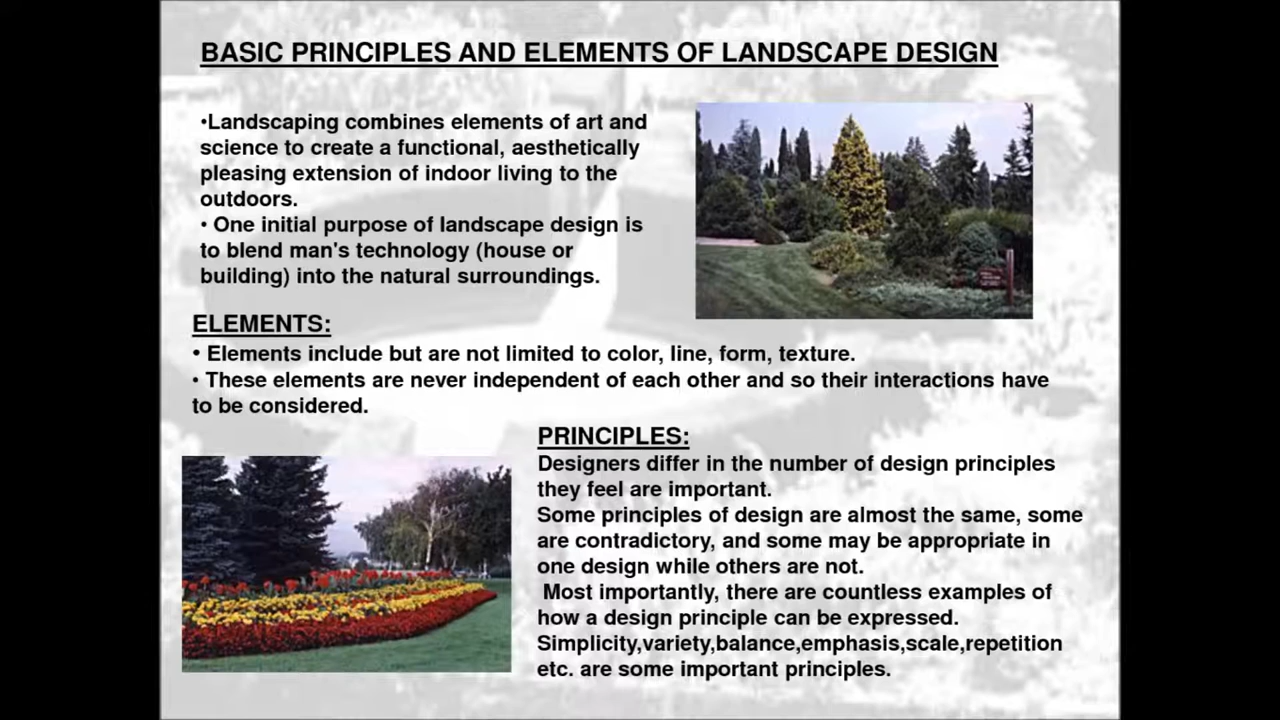 BASIC PRINCIPLES AND ELEMENTS OF LANDSCAPE DESIGN
•Landscaping combines elements of art and
science to create a functional, aesthetically
pleasing extension of indoor living to the
outdoors.
• One initial purpose of landscape design is
to blend man's technology (house or
building) into the natural surroundings.
ELEMENTS:
• Elements include but are not limited to color, line, form, texture.
• These elements are never independent of each other and so their interactions have
to be considered.
PRINCIPLES:
Designers differ in the number of design principles
they feel are important.
Some principles of design are almost the same, some
are contradictory, and some may be appropriate in
one design while others are not.
Most importantly, there are countless examples of
how a design principle can be expressed.
Simplicity,variety,balance,emphasis,scale,repetition
etc. are some important principles.